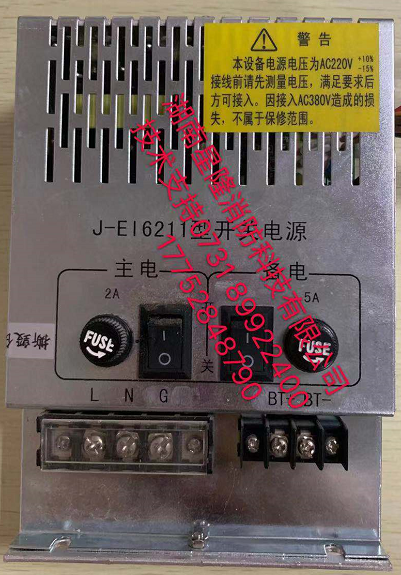 警告
本设备电源电压为AC220V +10% -15%
接线前请先测量电压，满足要求后
方可接入。因接入AC380V造成的损
失，不属于保修范围。
湖南星隆消防科技有限公司
技术支持0731 89922400
17752848790
J-EI6211型开关电源
主电 备电
2A 5A
FUSE FUSE
关
L N G BT+ BT-
撕毁